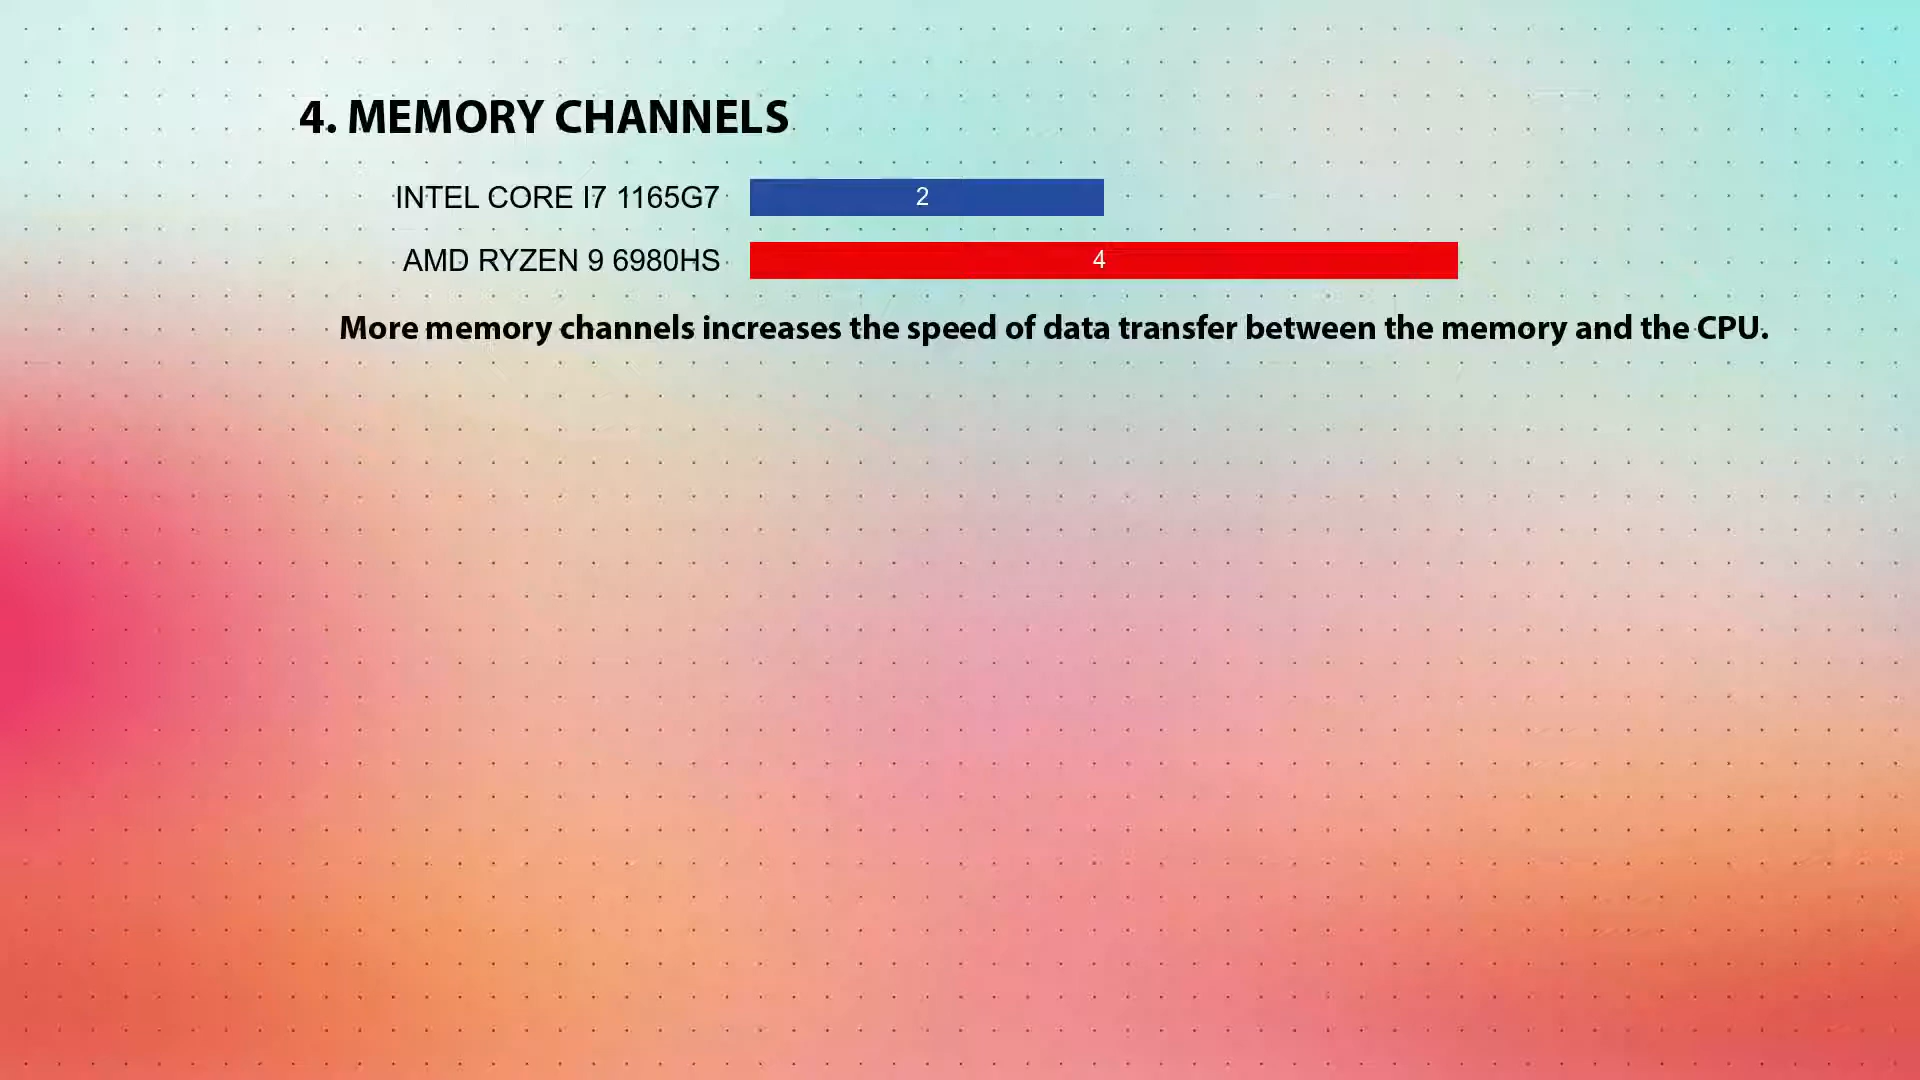 4. MEMORY CHANNELS
INTEL CORE I7 1165G7 2
AMD RYZEN 9 6980HS 4
More memory channels increases the speed of data transfer between the memory and the CPU.